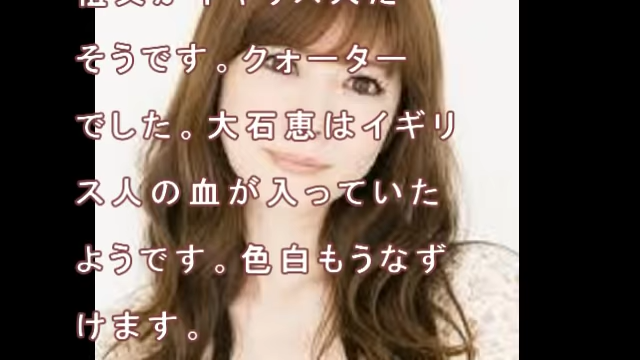 そうです。クォーター
でした。大石恵はイギリ
ス人の血が入っていた
ようです。色白もうなず
けます。